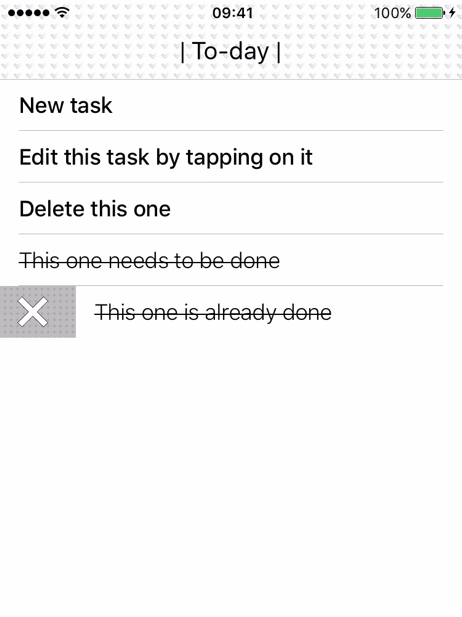 09:41
100%
| To-day |
New task
Edit this task by tapping on it
Delete this one
This one needs to be done
This one is already done